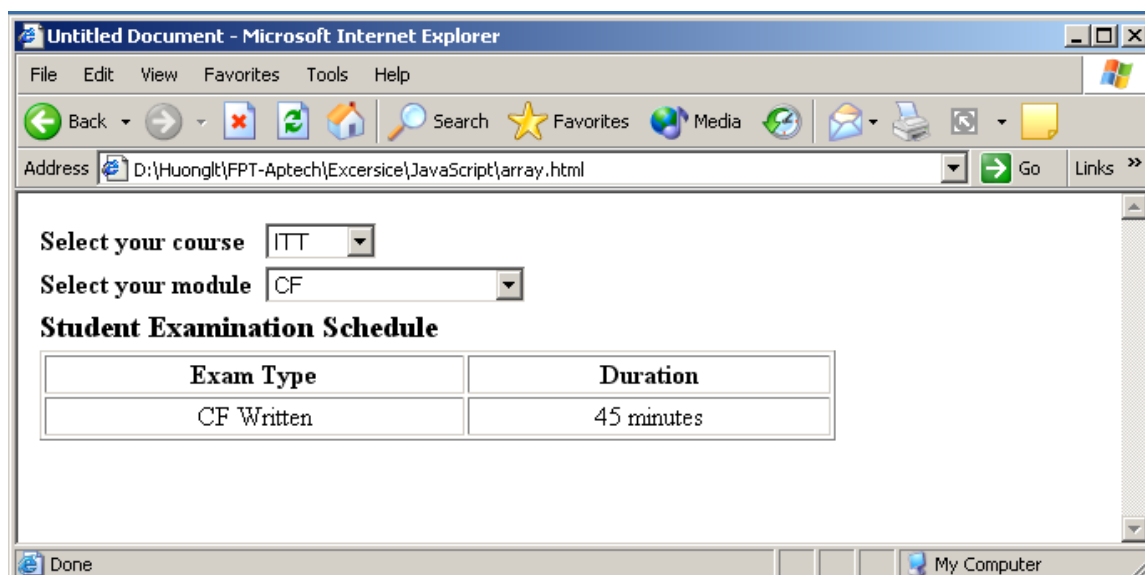 Untitled Document - Microsoft Internet Explorer
File Edit View Favorites Tools Help
Back Search Favorites Media
Address D:\Huonglt\FPT-Aptech\Excersice\JavaScript\array.html Go Links »
Select your course ITT
Select your module CF
Student Examination Schedule
Exam Type Duration
CF Written 45 minutes
Done My Computer